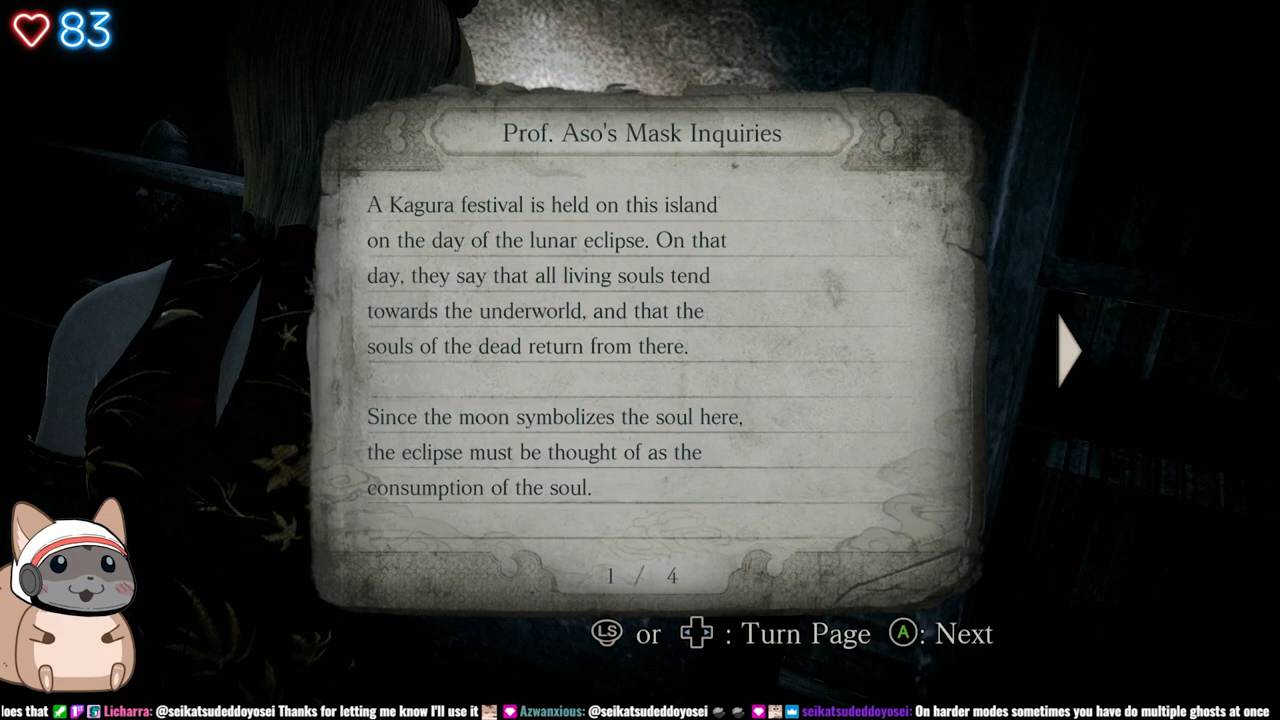 83
Prof. Aso's Mask Inquiries
A Kagura festival is held on this island
on the day of the lunar eclipse. On that
day, they say that all living souls tend
towards the underworld, and that the
souls of the dead return from there.
Since the moon symbolizes the soul here,
the eclipse must be thought of as the
consumption of the soul.
1 / 4
LS or : Turn Page A : Next
loes that Licharra: @seikatsudeddoyosei Thanks for letting me know I'll use it Azwanxious: @seikatsudeddoyosei seikatsudeddoyosei: On harder modes sometimes you have do multiple ghosts at once